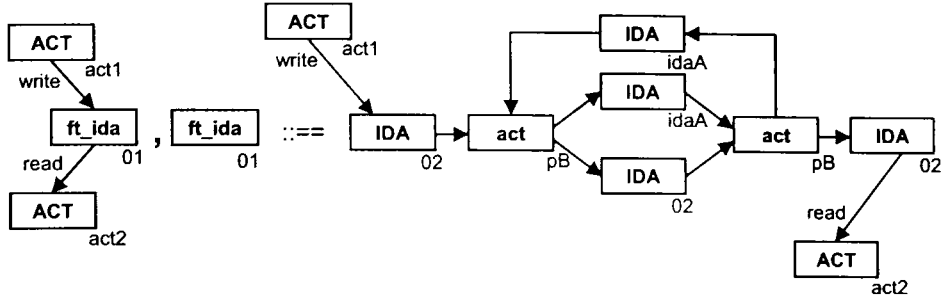 ACT
act1
write
ft_ida
01
read
ACT
act2
,
ft_ida
01
::==
ACT
act1
write
IDA
02
act
pB
IDA
idaA
IDA
idaA
IDA
02
act
pB
IDA
02
read
ACT
act2